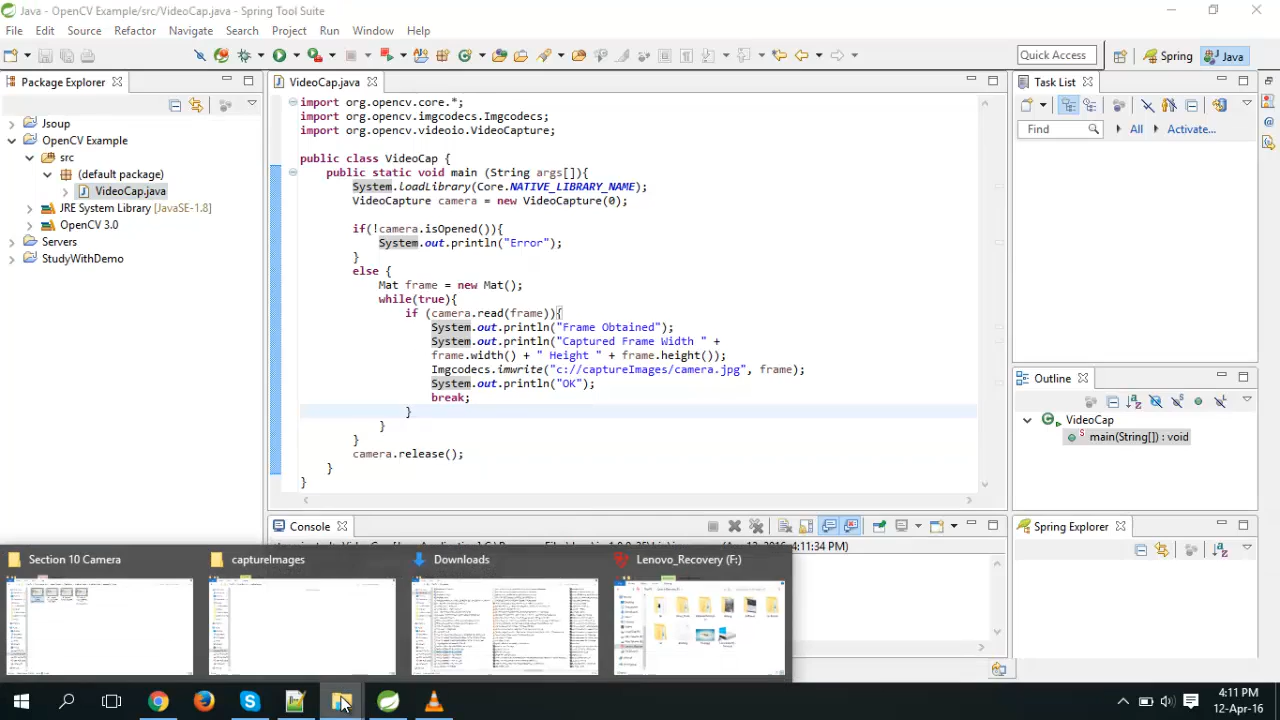 Java - OpenCV Example/src/VideoCap.java - Spring Tool Suite
File Edit Source Refactor Navigate Search Project Run Window Help
Quick Access
Spring
Java
Package Explorer
Jsoup
OpenCV Example
src
(default package)
VideoCap.java
JRE System Library [JavaSE-1.8]
OpenCV 3.0
Servers
StudyWithDemo
VideoCap.java
import org.opencv.core.*;
import org.opencv.imgcodecs.Imgcodecs;
import org.opencv.videoio.VideoCapture;
public class VideoCap {
public static void main (String args[]){
System.loadLibrary(Core.NATIVE_LIBRARY_NAME);
VideoCapture camera = new VideoCapture(0);
if(!camera.isOpened()){
System.out.println("Error");
}
else {
Mat frame = new Mat();
while(true){
if (camera.read(frame)){
System.out.println("Frame Obtained");
System.out.println("Captured Frame Width " +
frame.width() + " Height " + frame.height());
Imgcodecs.imwrite("c://captureImages/camera.jpg", frame);
System.out.println("OK");
break;
}
}
}
camera.release();
}
}
Task List
Find
All
Activate...
Outline
VideoCap
main(String[]) : void
Console
4:11:34 PM)
Spring Explorer
Section 10 Camera
captureImages
Downloads
Lenovo_Recovery (F:)
4:11 PM
12-Apr-16